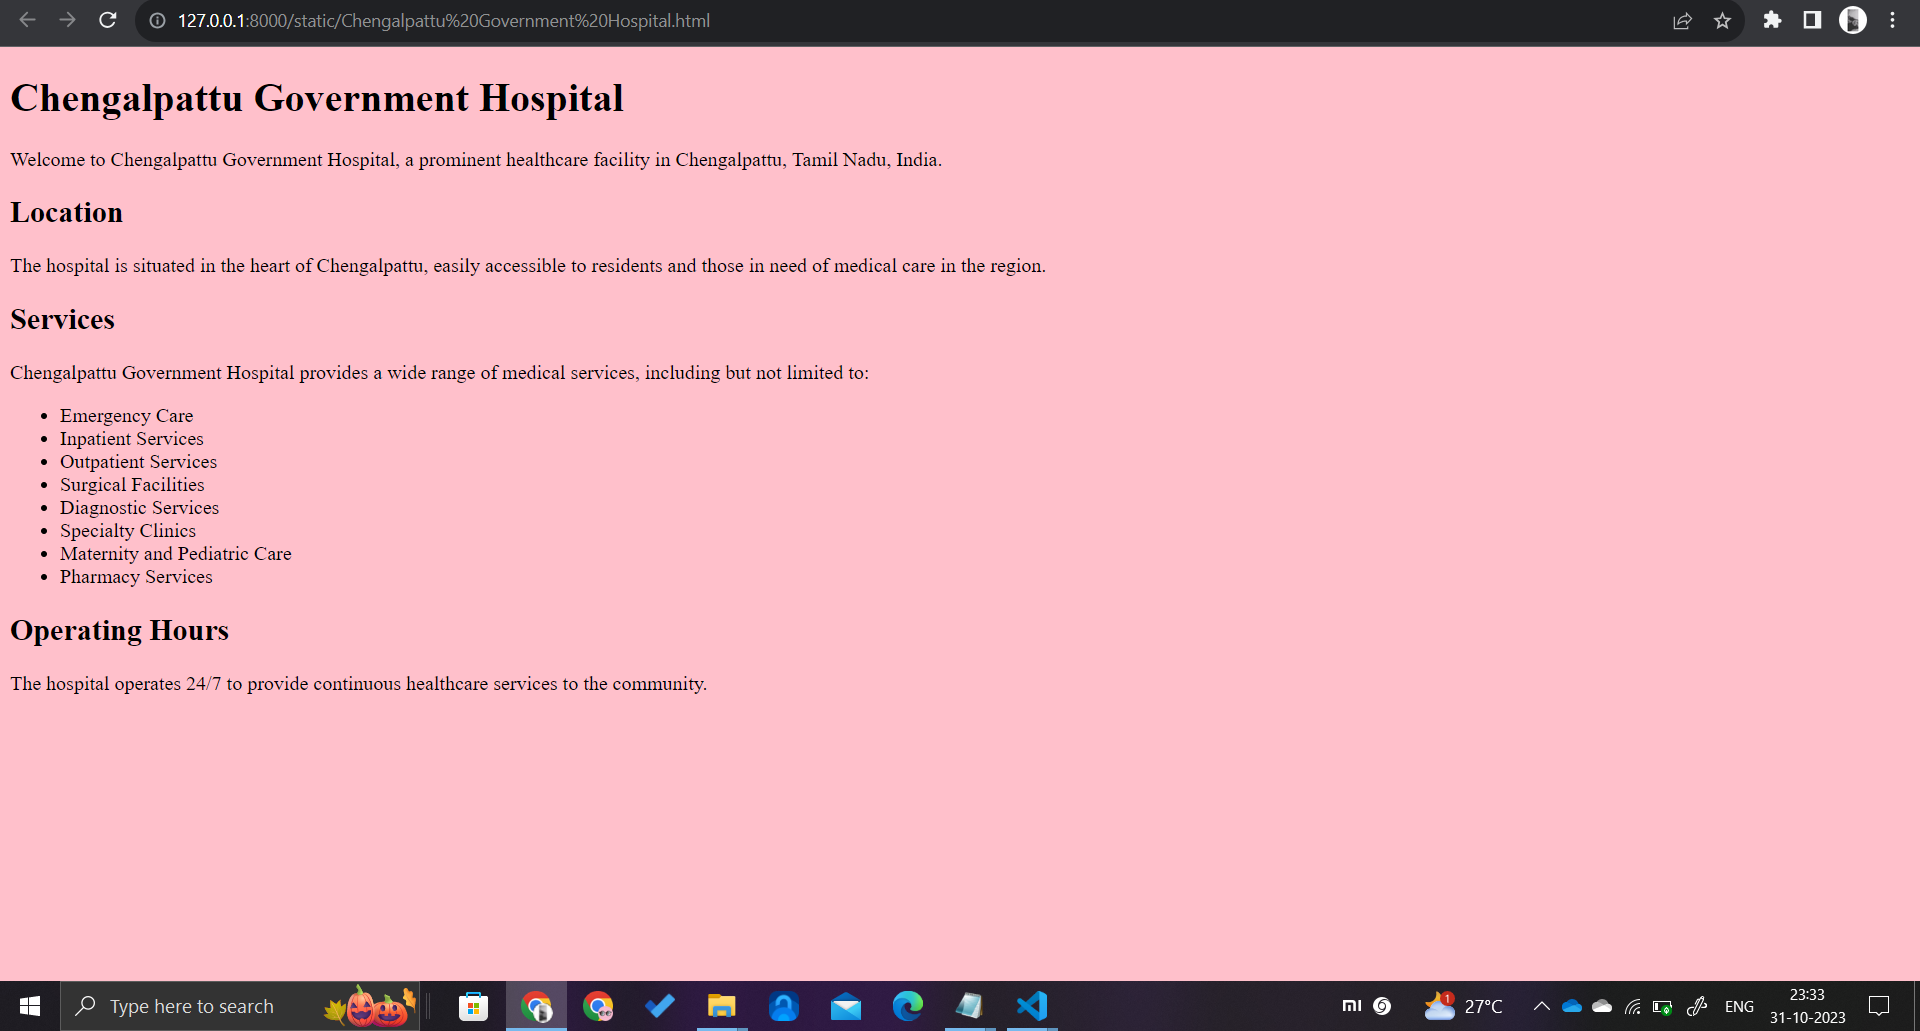 127.0.0.1:8000/static/Chengalpattu%20Government%20Hospital.html
Chengalpattu Government Hospital
Welcome to Chengalpattu Government Hospital, a prominent healthcare facility in Chengalpattu, Tamil Nadu, India.
Location
The hospital is situated in the heart of Chengalpattu, easily accessible to residents and those in need of medical care in the region.
Services
Chengalpattu Government Hospital provides a wide range of medical services, including but not limited to:
Emergency Care
Inpatient Services
Outpatient Services
Surgical Facilities
Diagnostic Services
Specialty Clinics
Maternity and Pediatric Care
Pharmacy Services
Operating Hours
The hospital operates 24/7 to provide continuous healthcare services to the community.
Type here to search
mi
1
27°C
ENG
23:33
31-10-2023